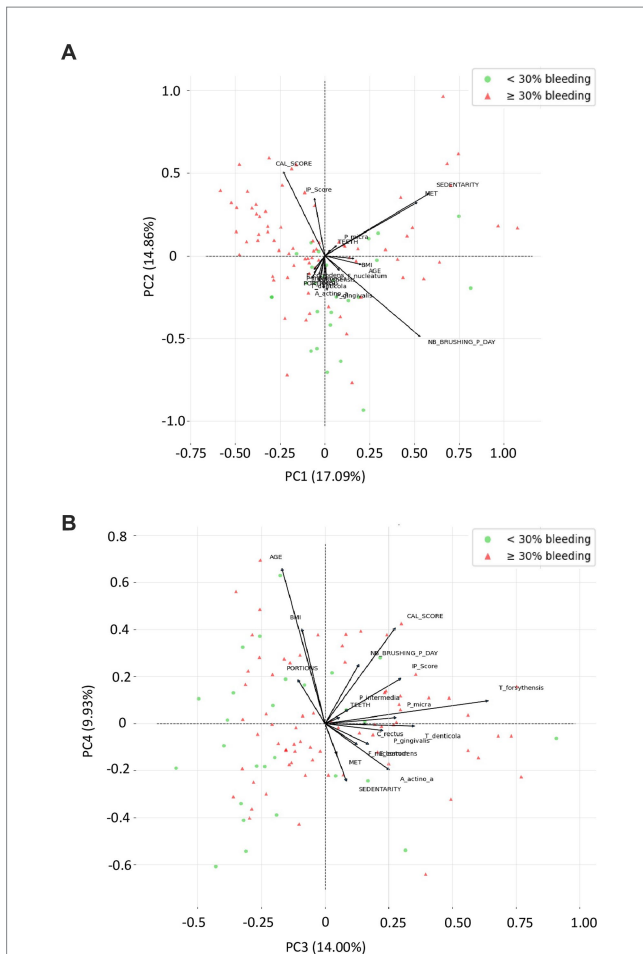 A
< 30% bleeding
≥ 30% bleeding
1.0
CAL_SCORE
SEDENTARITY
0.5
IP_Score
MET
P_micra
TEETH
0
BMI
AGE
F_nucleatum
T_denticola
A_actino_a
P_gingivalis
-0.5
NB_BRUSHING_P_DAY
-1.0
PC2 (14.86%)
-0.75 -0.50 -0.25 0 0.25 0.50 0.75 1.00
PC1 (17.09%)
B
< 30% bleeding
≥ 30% bleeding
0.8
AGE
0.6
BMI
CAL_SCORE
0.4
NB_BRUSHING_P_DAY
PORTIONS
IP_Score
0.2
T_forsythensis
P_intermedia
TEETH
P_micra
0
C_rectus
T_denticola
P_gingivalis
MET
-0.2
A_actino_a
SEDENTARITY
-0.4
-0.6
PC4 (9.93%)
-0.5 -0.25 0 0.25 0.50 0.75 1.00
PC3 (14.00%)